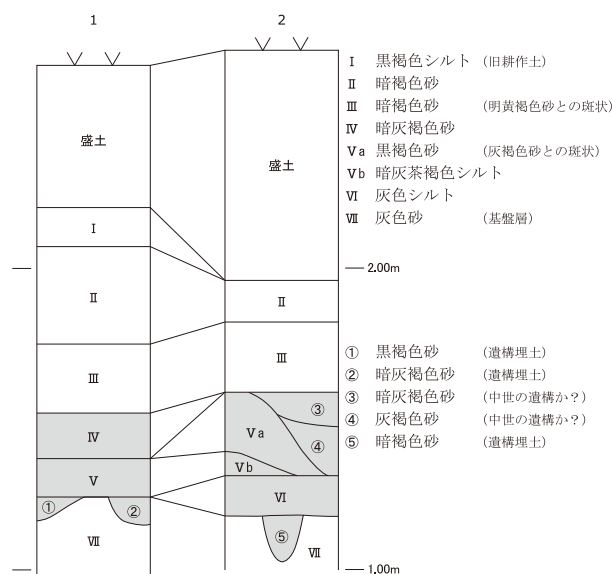 1
2
盛土
Ⅰ
Ⅱ
Ⅲ
Ⅳ
Ⅴ
①
②
Ⅶ
盛土
Ⅱ
Ⅲ
③
Ⅴa
④
Ⅴb
Ⅵ
⑤
Ⅶ
2.00m
1.00m
Ⅰ 黒褐色シルト (旧耕作土)
Ⅱ 暗褐色砂
Ⅲ 暗褐色砂 (明黄褐色砂との斑状)
Ⅳ 暗灰褐色砂
Ⅴa 黒褐色砂 (灰褐色砂との斑状)
Ⅴb 暗灰茶褐色シルト
Ⅵ 灰色シルト
Ⅶ 灰色砂 (基盤層)
① 黒褐色砂 (遺構埋土)
② 暗灰褐色砂 (遺構埋土)
③ 暗灰褐色砂 (中世の遺構か?)
④ 灰褐色砂 (中世の遺構か?)
⑤ 暗褐色砂 (遺構埋土)